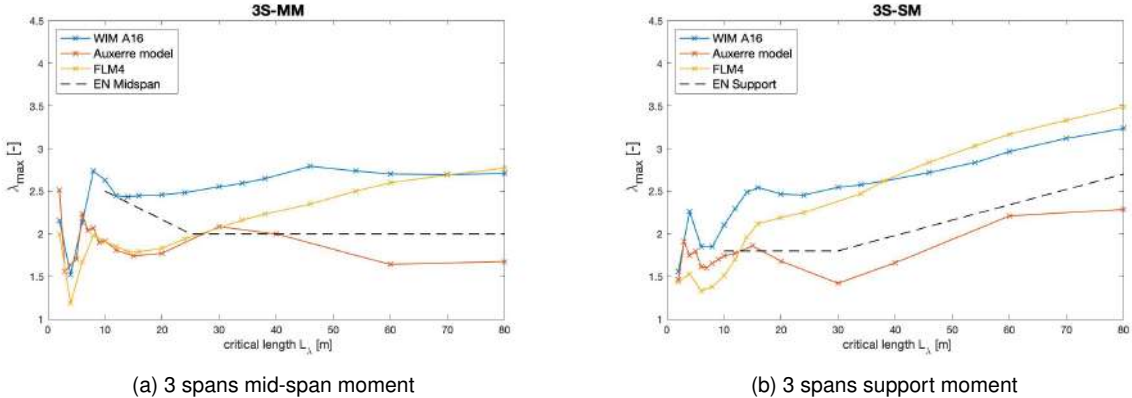 3S-MM
4.5
4
3.5
3
2.5
2
1.5
1
λmax [-]
WIM A16
Auxerre model
FLM4
EN Midspan
0 10 20 30 40 50 60 70 80
critical length Lλ [m]
(a) 3 spans mid-span moment
3S-SM
4.5
4
3.5
3
2.5
2
1.5
1
λmax [-]
WIM A16
Auxerre model
FLM4
EN Support
0 10 20 30 40 50 60 70 80
critical length Lλ [m]
(b) 3 spans support moment